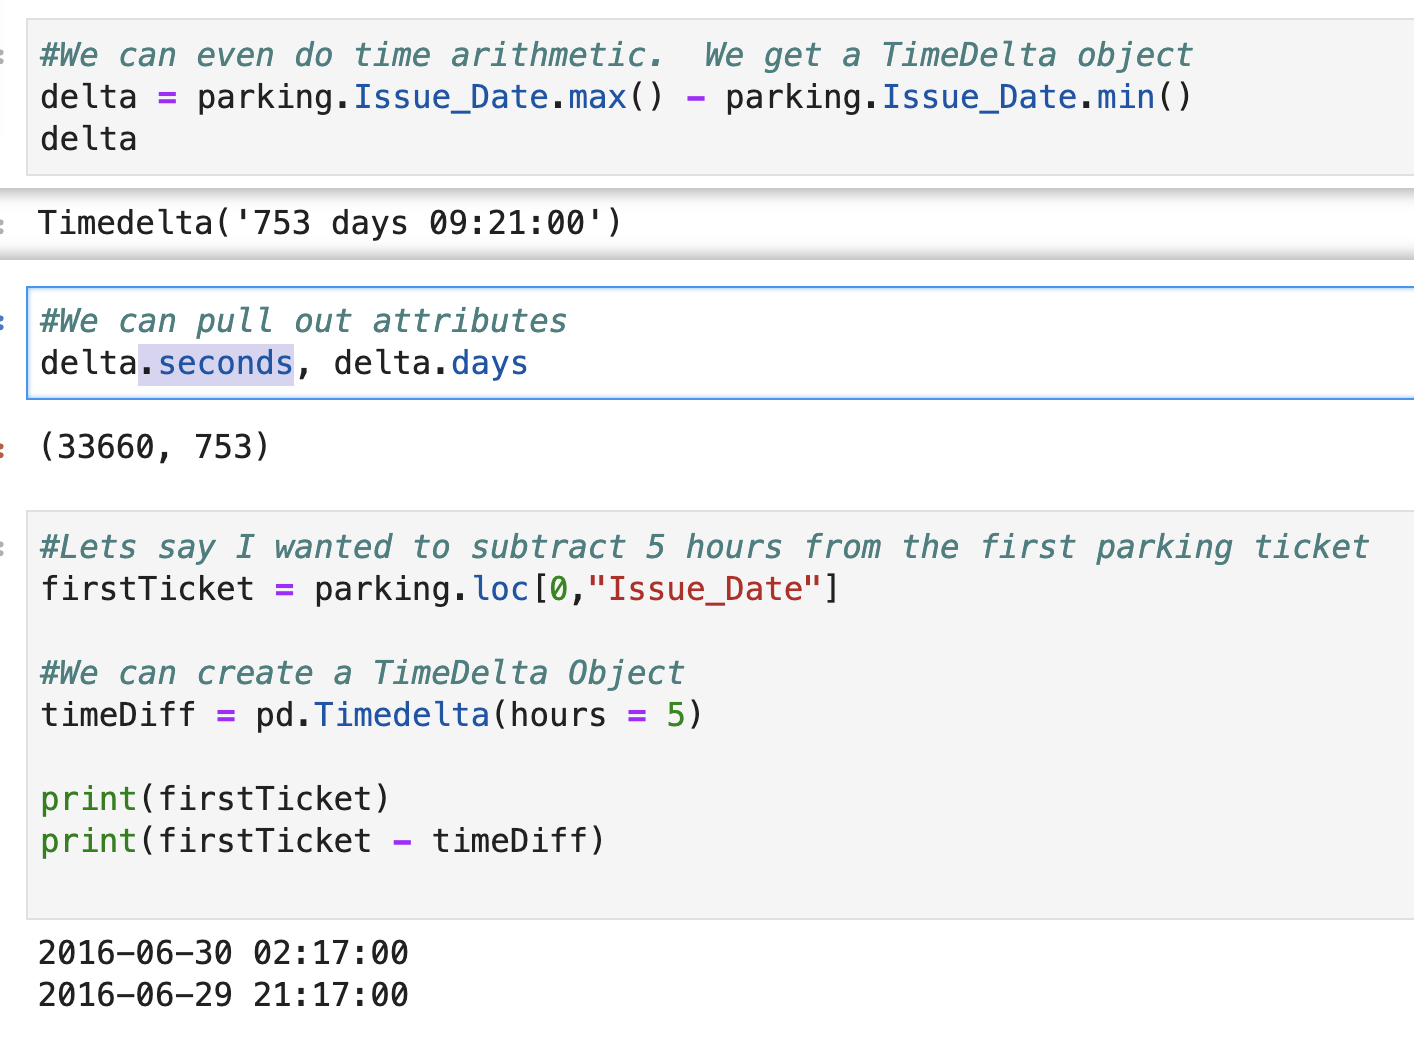 #We can even do time arithmetic.  We get a TimeDelta object
delta = parking.Issue_Date.max() - parking.Issue_Date.min()
delta
Timedelta('753 days 09:21:00')
#We can pull out attributes
delta.seconds, delta.days
(33660, 753)
#Lets say I wanted to subtract 5 hours from the first parking ticket
firstTicket = parking.loc[0,"Issue_Date"]
#We can create a TimeDelta Object
timeDiff = pd.Timedelta(hours = 5)
print(firstTicket)
print(firstTicket - timeDiff)
2016-06-30 02:17:00
2016-06-29 21:17:00